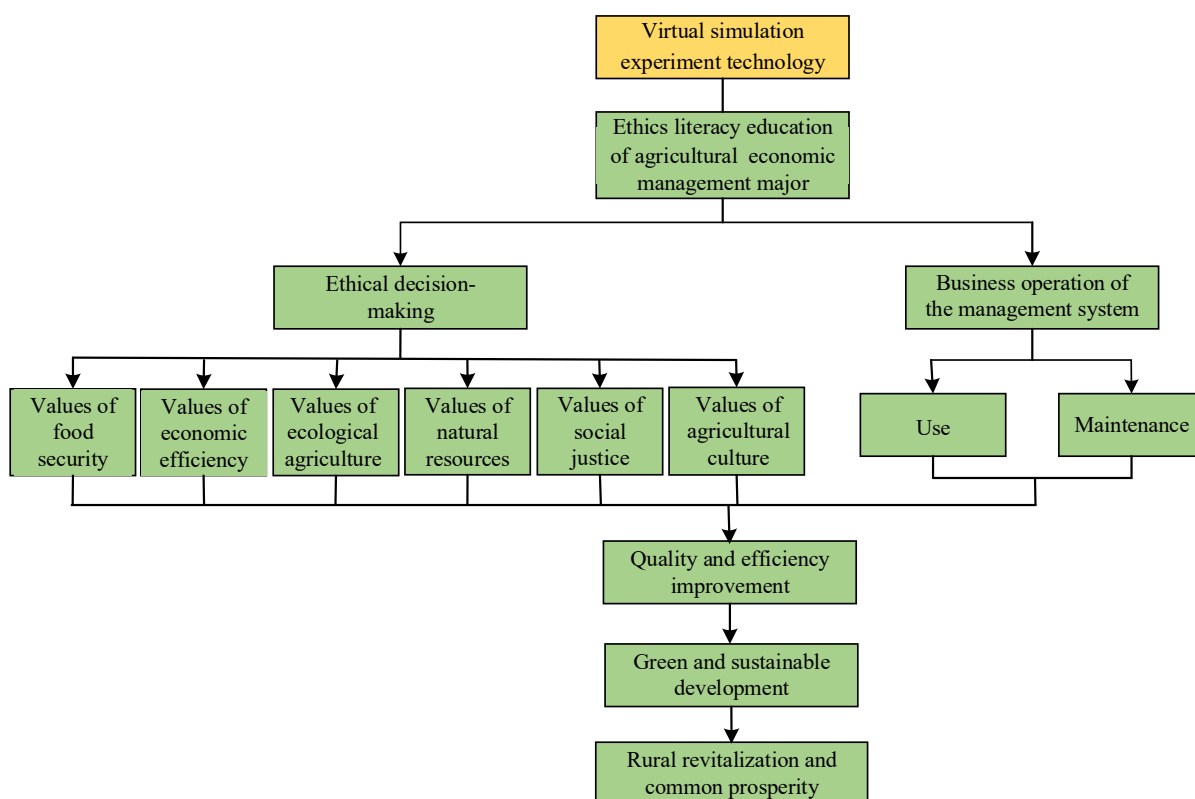 Virtual simulation
experiment technology
Ethics literacy education
of agricultural economic
management major
Ethical decision-
making
Business operation of
the management system
Values of
food
security
Values of
economic
efficiency
Values of
ecological
agriculture
Values of
natural
resources
Values of
social
justice
Values of
agricultural
culture
Use
Maintenance
Quality and efficiency
improvement
Green and sustainable
development
Rural revitalization and
common prosperity